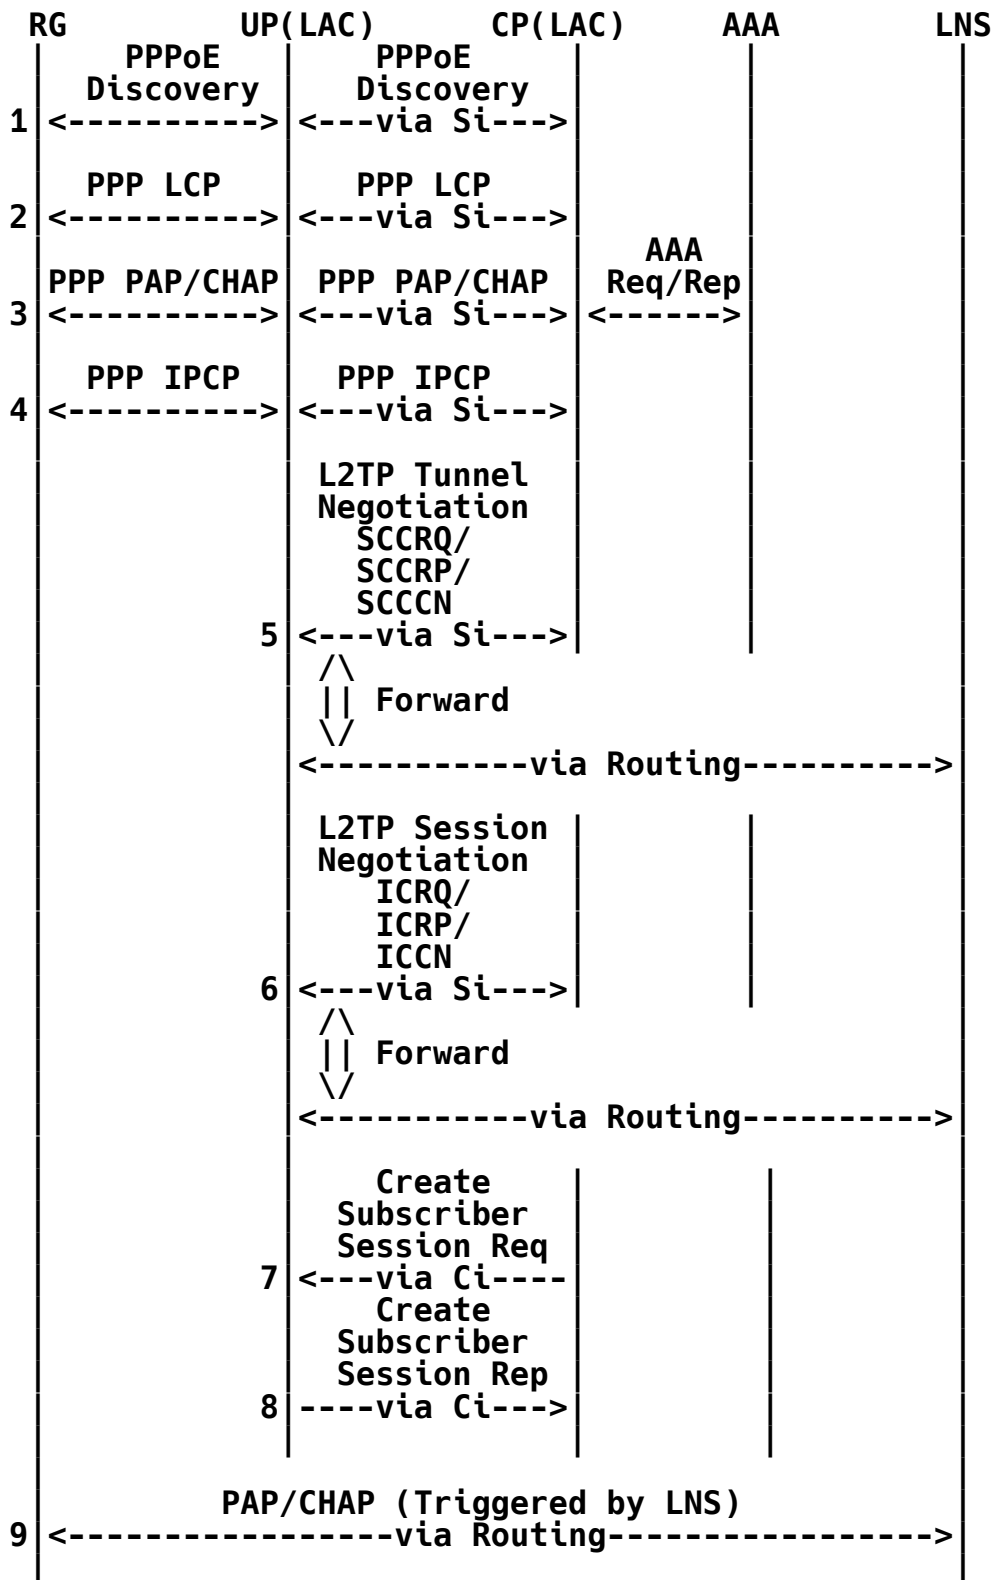 RG         UP(LAC)      CP(LAC)     AAA        LNS
 |     PPPoE  |    PPPoE     |        |          |
 |   Discovery|   Discovery  |        |          |
1|<---------->|<---via Si--->|        |          |
 |            |              |        |          |
 |  PPP LCP   |   PPP LCP    |        |          |
2|<---------->|<---via Si--->|        |          |
 |            |              |   AAA  |          |
 |PPP PAP/CHAP| PPP PAP/CHAP | Req/Rep|          |
3|<---------->|<---via Si--->|<------>|          |
 |            |              |        |          |
 |  PPP IPCP  |  PPP IPCP    |        |          |
4|<---------->|<---via Si--->|        |          |
 |            |              |        |          |
 |            | L2TP Tunnel  |        |          |
 |            | Negotiation  |        |          |
 |            |   SCCRQ/     |        |          |
 |            |   SCCRP/     |        |          |
 |            |   SCCCN      |        |          |
 |           5|<---via Si--->|        |          |
 |            | /\                               |
 |            | || Forward                       |
 |            | \/                               |
 |            |<-----------via Routing---------->|
 |            |                                  |
 |            | L2TP Session |        |          |
 |            | Negotiation  |        |          |
 |            |    ICRQ/     |        |          |
 |            |    ICRP/     |        |          |
 |            |    ICCN      |        |          |
 |           6|<---via Si--->|        |          |
 |            | /\                               |
 |            | || Forward                       |
 |            | \/                               |
 |            |<-----------via Routing---------->|
 |            |                                  |
 |            |    Create    |         |         |
 |            |  Subscriber  |         |         |
 |            |  Session Req |         |         |
 |           7|<---via Ci----|         |         |
 |            |    Create    |         |         |
 |            |  Subscriber  |         |         |
 |            |  Session Rep |         |         |
 |           8|----via Ci--->|         |         |
 |            |              |         |         |
 |                                               |
 |         PAP/CHAP (Triggered by LNS)           |
9|<------------------via Routing----------------->|
 |                                               |